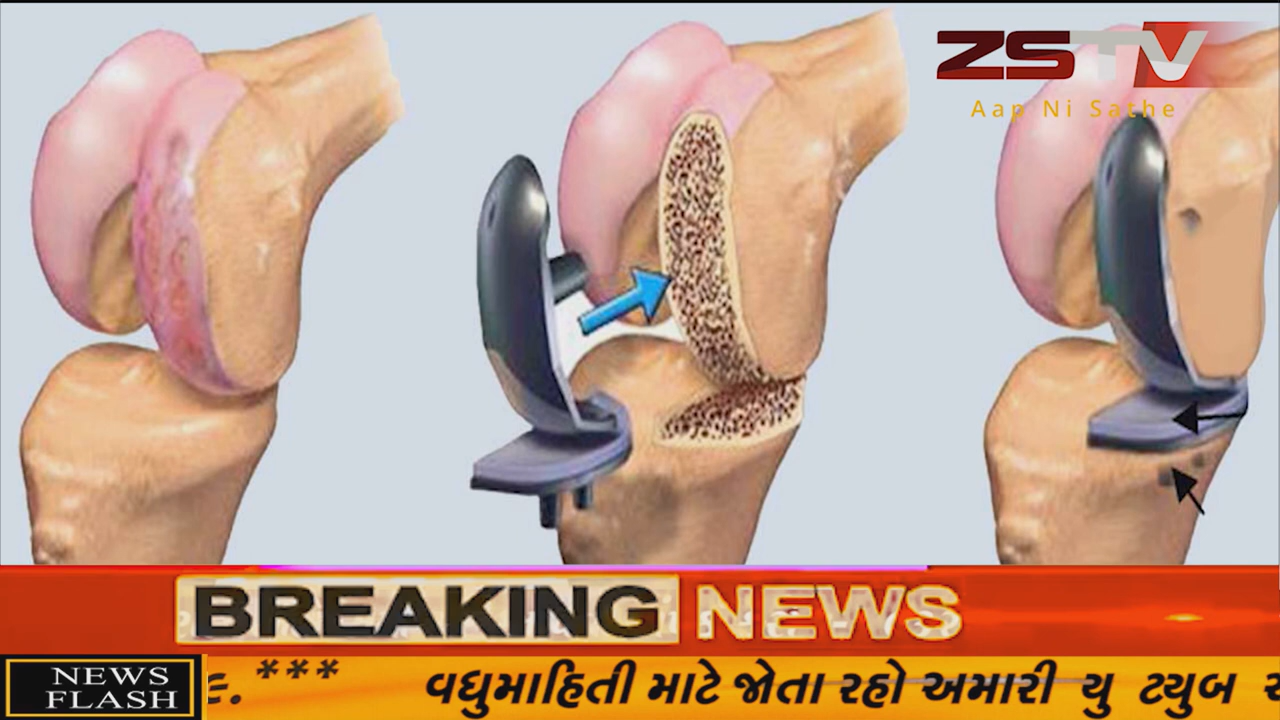 ZSTV
Aap Ni Sathe
BREAKING NEWS
NEWS
FLASH
. *** વધુમાહિતી માટે જોતા રહો અમારી યુ ટ્યુબ